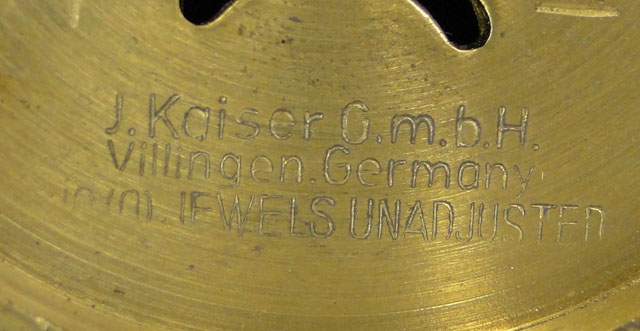 J. Kaiser G.m.b.H.
Villingen. Germany
JEWELS UNADJUSTED